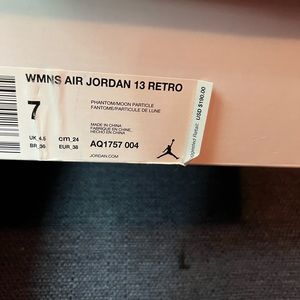 WMNS AIR JORDAN 13 RETRO
7
PHANTOM/MOON PARTICLE
FANTOME/PARTICULE DE LUNE
MADE IN CHINA
FABRIQUE EN CHINE,
HECHO EN CHINA
UK 4.5
cm 24
BR 36
EUR 38
AQ1757 004
JORDAN.COM
Suggested Retail:
USD $190.00